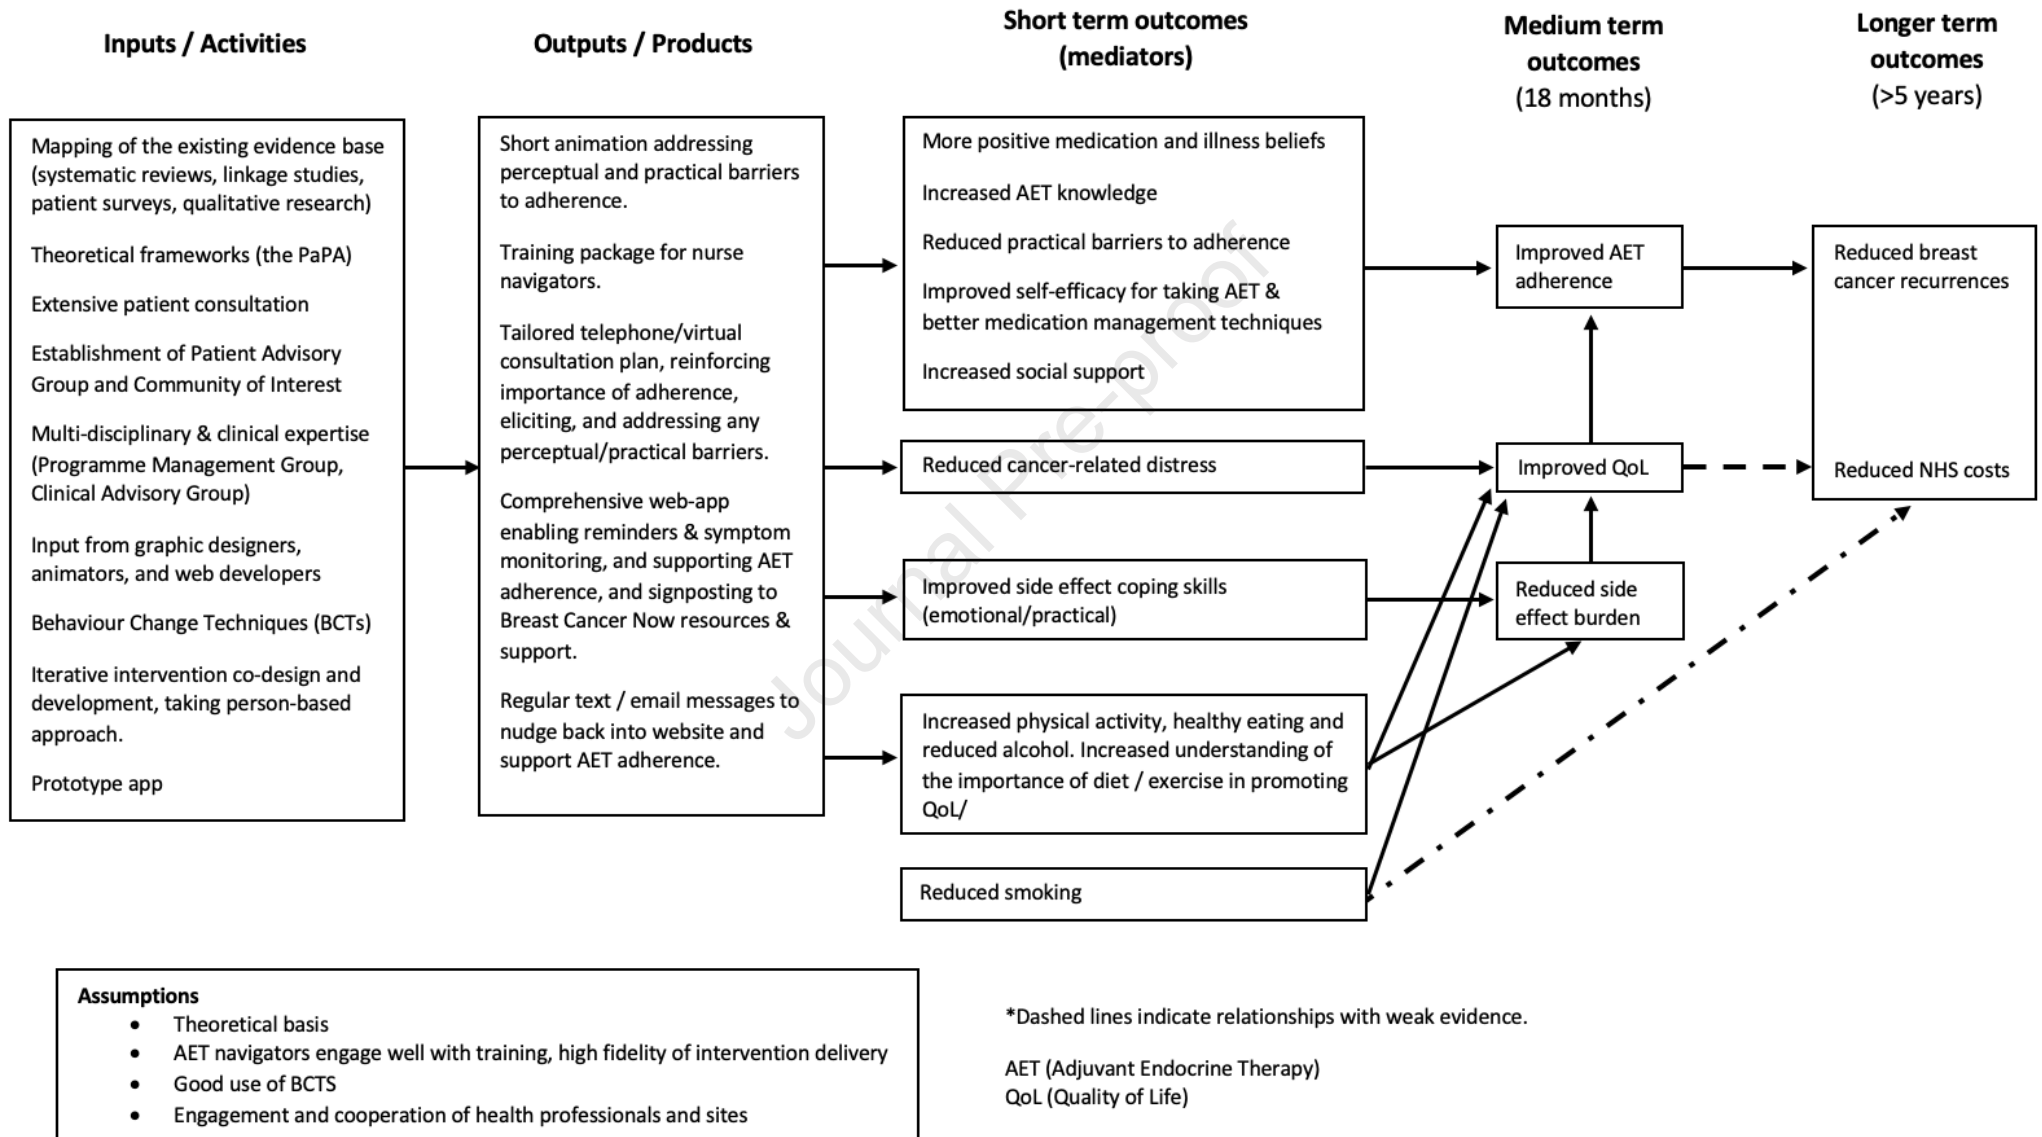 Inputs / Activities
Outputs / Products
Short term outcomes
(mediators)
Medium term
outcomes
(18 months)
Longer term
outcomes
(>5 years)
Mapping of the existing evidence base
(systematic reviews, linkage studies,
patient surveys, qualitative research)
Theoretical frameworks (the PaPA)
Extensive patient consultation
Establishment of Patient Advisory
Group and Community of Interest
Multi-disciplinary & clinical expertise
(Programme Management Group,
Clinical Advisory Group)
Input from graphic designers,
animators, and web developers
Behaviour Change Techniques (BCTs)
Iterative intervention co-design and
development, taking person-based
approach.
Prototype app
Short animation addressing
perceptual and practical barriers
to adherence.
Training package for nurse
navigators.
Tailored telephone/virtual
consultation plan, reinforcing
importance of adherence,
eliciting, and addressing any
perceptual/practical barriers.
Comprehensive web-app
enabling reminders & symptom
monitoring, and supporting AET
adherence, and signposting to
Breast Cancer Now resources &
support.
Regular text / email messages to
nudge back into website and
support AET adherence.
More positive medication and illness beliefs
Increased AET knowledge
Reduced practical barriers to adherence
Improved self-efficacy for taking AET &
better medication management techniques
Increased social support
Reduced cancer-related distress
Improved side effect coping skills
(emotional/practical)
Increased physical activity, healthy eating and
reduced alcohol. Increased understanding of
the importance of diet / exercise in promoting
QoL/
Reduced smoking
Improved AET
adherence
Improved QoL
Reduced side
effect burden
Reduced breast
cancer recurrences
Reduced NHS costs
Journal Pre-proof
Assumptions
• Theoretical basis
• AET navigators engage well with training, high fidelity of intervention delivery
• Good use of BCTS
• Engagement and cooperation of health professionals and sites
*Dashed lines indicate relationships with weak evidence.
AET (Adjuvant Endocrine Therapy)
QoL (Quality of Life)